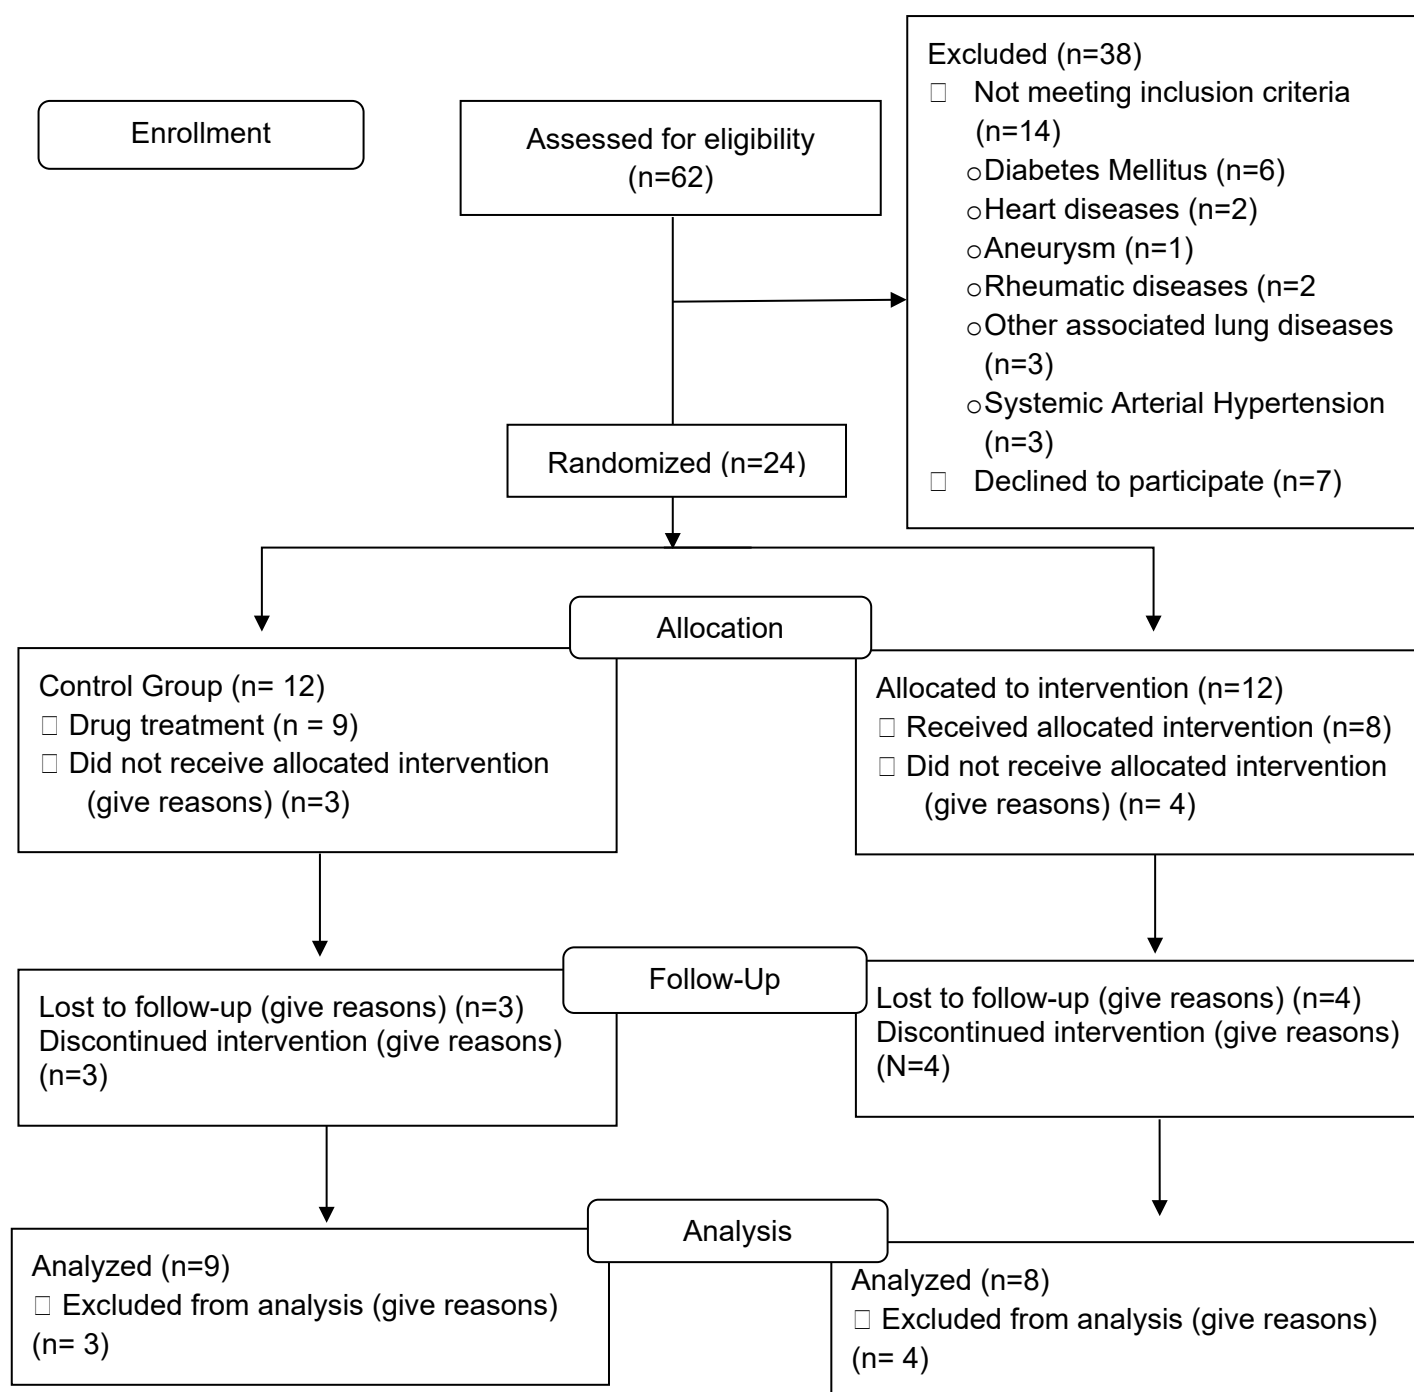 Enrollment
Assessed for eligibility
(n=62)
Excluded (n=38)
□ Not meeting inclusion criteria
(n=14)
○Diabetes Mellitus (n=6)
○Heart diseases (n=2)
○Aneurysm (n=1)
○Rheumatic diseases (n=2
○Other associated lung diseases
(n=3)
○Systemic Arterial Hypertension
(n=3)
□ Declined to participate (n=7)
Randomized (n=24)
Allocation
Control Group (n= 12)
□ Drug treatment (n = 9)
□ Did not receive allocated intervention
(give reasons) (n=3)
Allocated to intervention (n=12)
□ Received allocated intervention (n=8)
□ Did not receive allocated intervention
(give reasons) (n= 4)
Follow-Up
Lost to follow-up (give reasons) (n=3)
Discontinued intervention (give reasons)
(n=3)
Lost to follow-up (give reasons) (n=4)
Discontinued intervention (give reasons)
(N=4)
Analysis
Analyzed (n=9)
□ Excluded from analysis (give reasons)
(n= 3)
Analyzed (n=8)
□ Excluded from analysis (give reasons)
(n= 4)